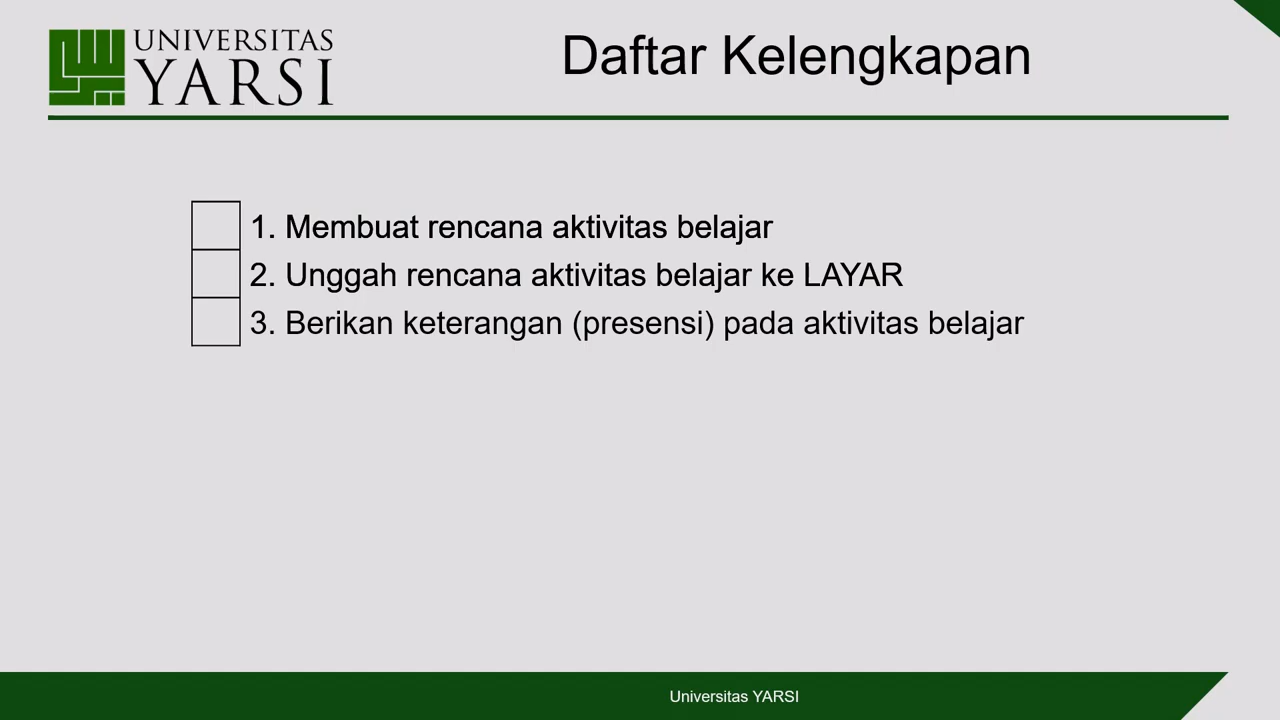 UNIVERSITAS
YARSI
Daftar Kelengkapan
1. Membuat rencana aktivitas belajar
2. Unggah rencana aktivitas belajar ke LAYAR
3. Berikan keterangan (presensi) pada aktivitas belajar
Universitas YARSI